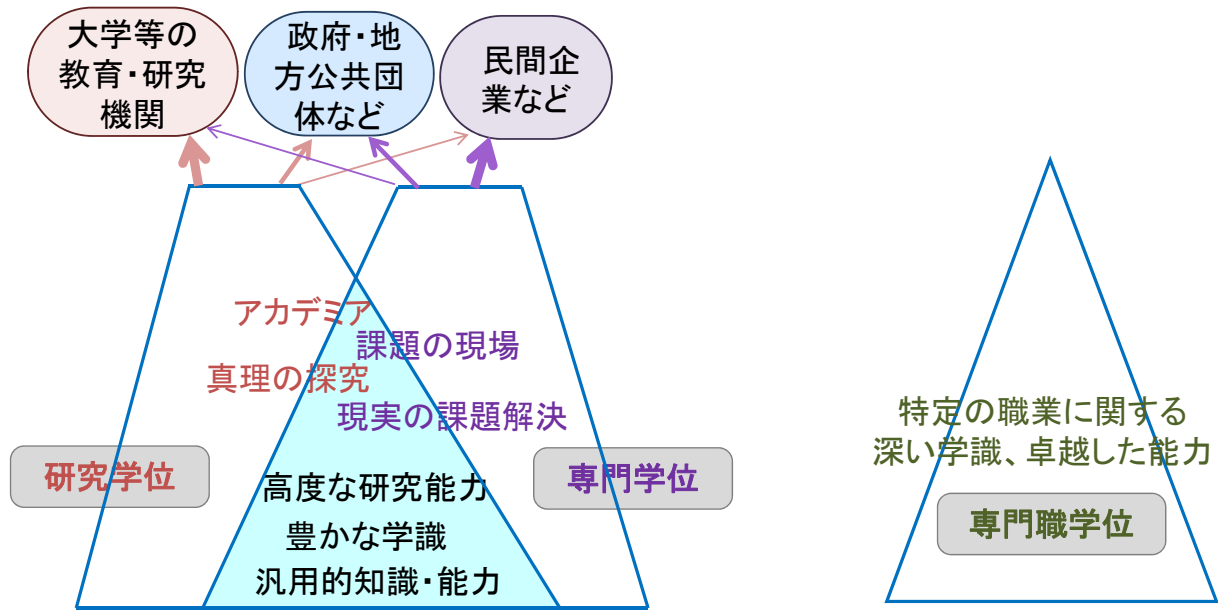 大学等の
教育・研究
機関
政府・地
方公共団
体など
民間企
業など
アカデミア
課題の現場
真理の探究
現実の課題解決
研究学位
高度な研究能力
専門学位
豊かな学識
汎用的知識・能力
特定の職業に関する
深い学識、卓越した能力
専門職学位